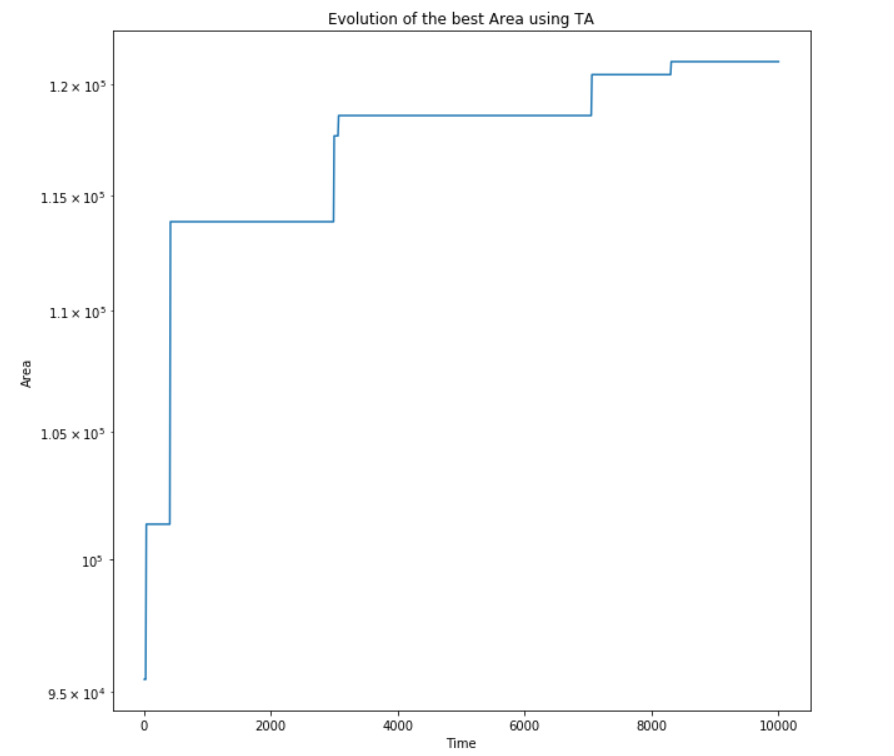 Evolution of the best Area using TA
1.2 × 10⁵
1.15 × 10⁵
1.1 × 10⁵
Area
1.05 × 10⁵
10⁵
9.5 × 10⁴
0 2000 4000 6000 8000 10000
Time